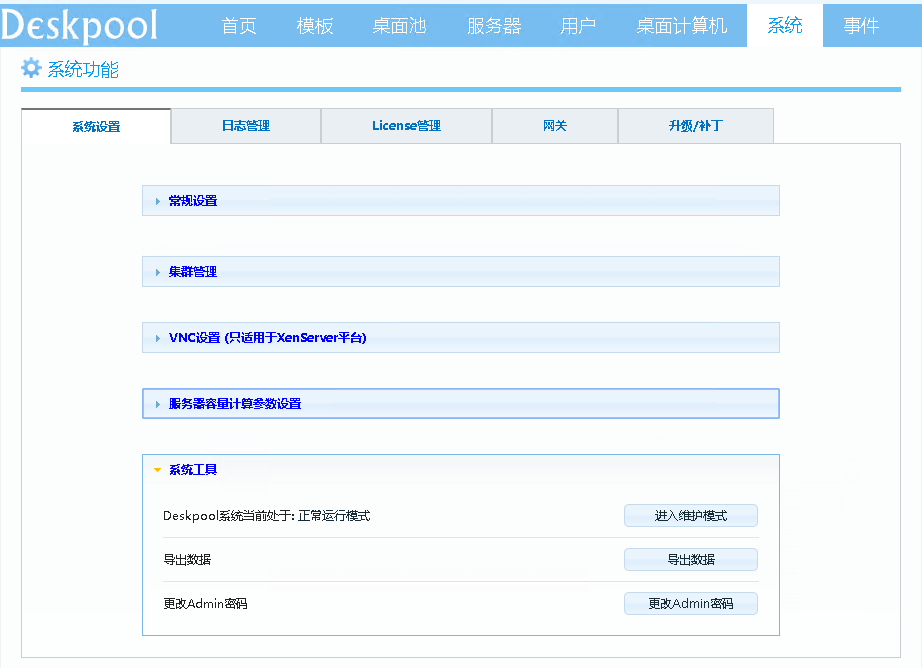 Deskpool 首页 模板 桌面池 服务器 用户 桌面计算机 系统 事件
系统功能
系统设置 日志管理 License管理 网关 升级/补丁
常规设置
集群管理
VNC设置 (只适用于XenServer平台)
服务器容量计算参数设置
系统工具
Deskpool系统当前处于: 正常运行模式 进入维护模式
导出数据 导出数据
更改Admin密码 更改Admin密码